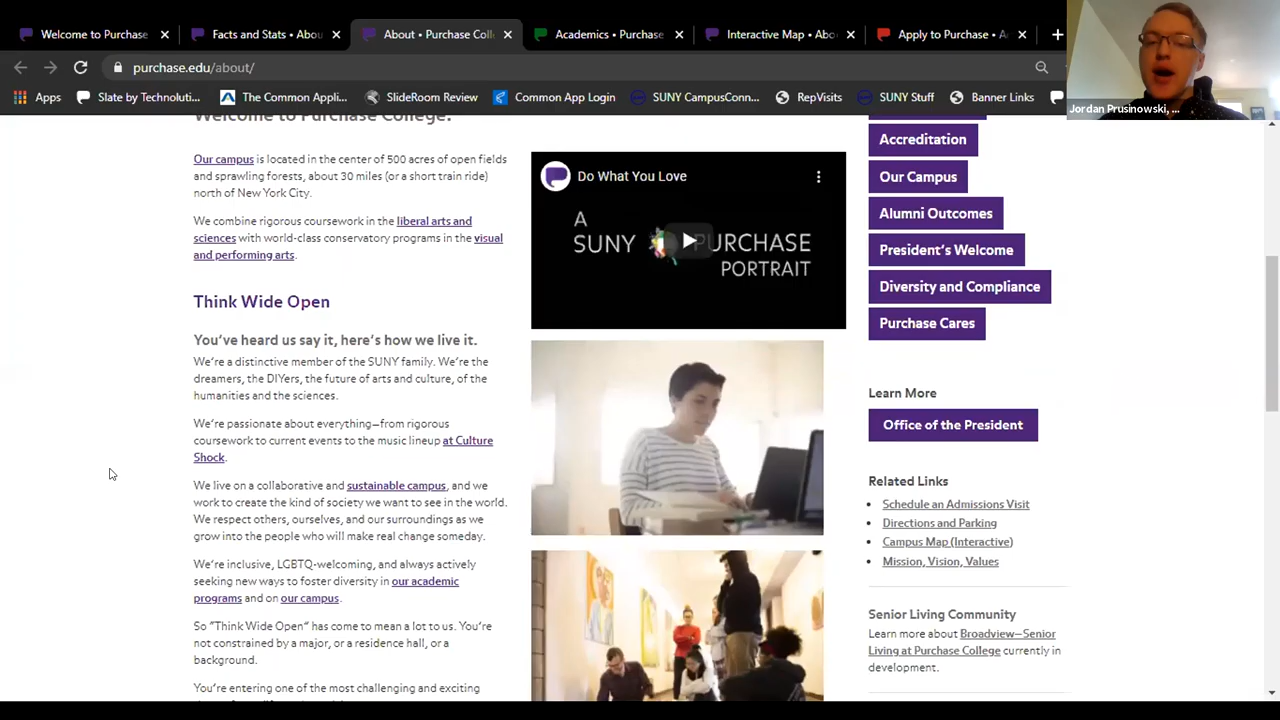 Welcome to Purchase
Facts and Stats • Abou
About • Purchase Coll
Academics • Purchase
Interactive Map • Abo
Apply to Purchase • A
purchase.edu/about/
Apps
Slate by Technoluti...
The Common Appli...
SlideRoom Review
Common App Login
SUNY CampusConn...
RepVisits
SUNY Stuff
Banner Links
Jordan Prusinowski, ...
Welcome to Purchase College.
Our campus is located in the center of 500 acres of open fields
and sprawling forests, about 30 miles (or a short train ride)
north of New York City.
We combine rigorous coursework in the liberal arts and
sciences with world-class conservatory programs in the visual
and performing arts.
Think Wide Open
You've heard us say it, here's how we live it.
We're a distinctive member of the SUNY family. We're the
dreamers, the DIYers, the future of arts and culture, of the
humanities and the sciences.
We're passionate about everything—from rigorous
coursework to current events to the music lineup at Culture
Shock.
We live on a collaborative and sustainable campus, and we
work to create the kind of society we want to see in the world.
We respect others, ourselves, and our surroundings as we
grow into the people who will make real change someday.
We're inclusive, LGBTQ-welcoming, and always actively
seeking new ways to foster diversity in our academic
programs and on our campus.
So "Think Wide Open" has come to mean a lot to us. You're
not constrained by a major, or a residence hall, or a
background.
You're entering one of the most challenging and exciting
Do What You Love
A
SUNY PURCHASE
PORTRAIT
Accreditation
Our Campus
Alumni Outcomes
President's Welcome
Diversity and Compliance
Purchase Cares
Learn More
Office of the President
Related Links
Schedule an Admissions Visit
Directions and Parking
Campus Map (Interactive)
Mission, Vision, Values
Senior Living Community
Learn more about Broadview—Senior
Living at Purchase College currently in
development.